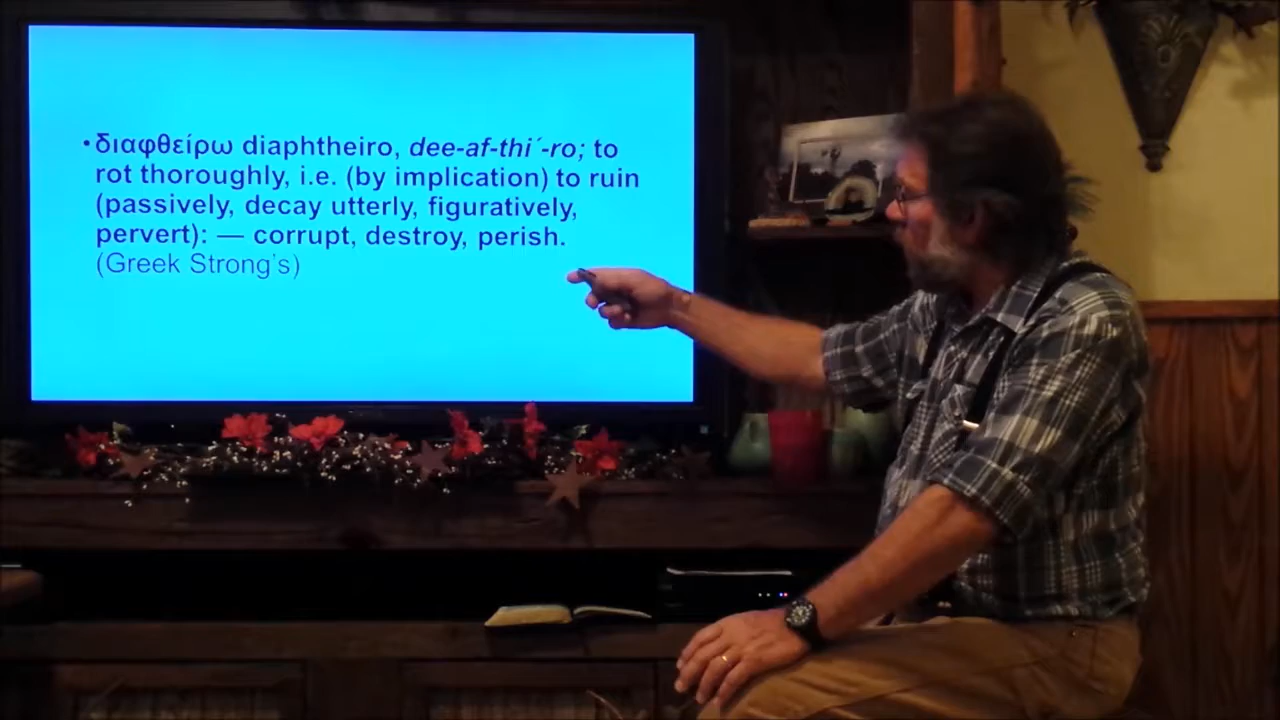 •διαφθείρω diaphtheiro, dee-af-thi´-ro; to
rot thoroughly, i.e. (by implication) to ruin
(passively, decay utterly, figuratively,
pervert): — corrupt, destroy, perish.
(Greek Strong's)